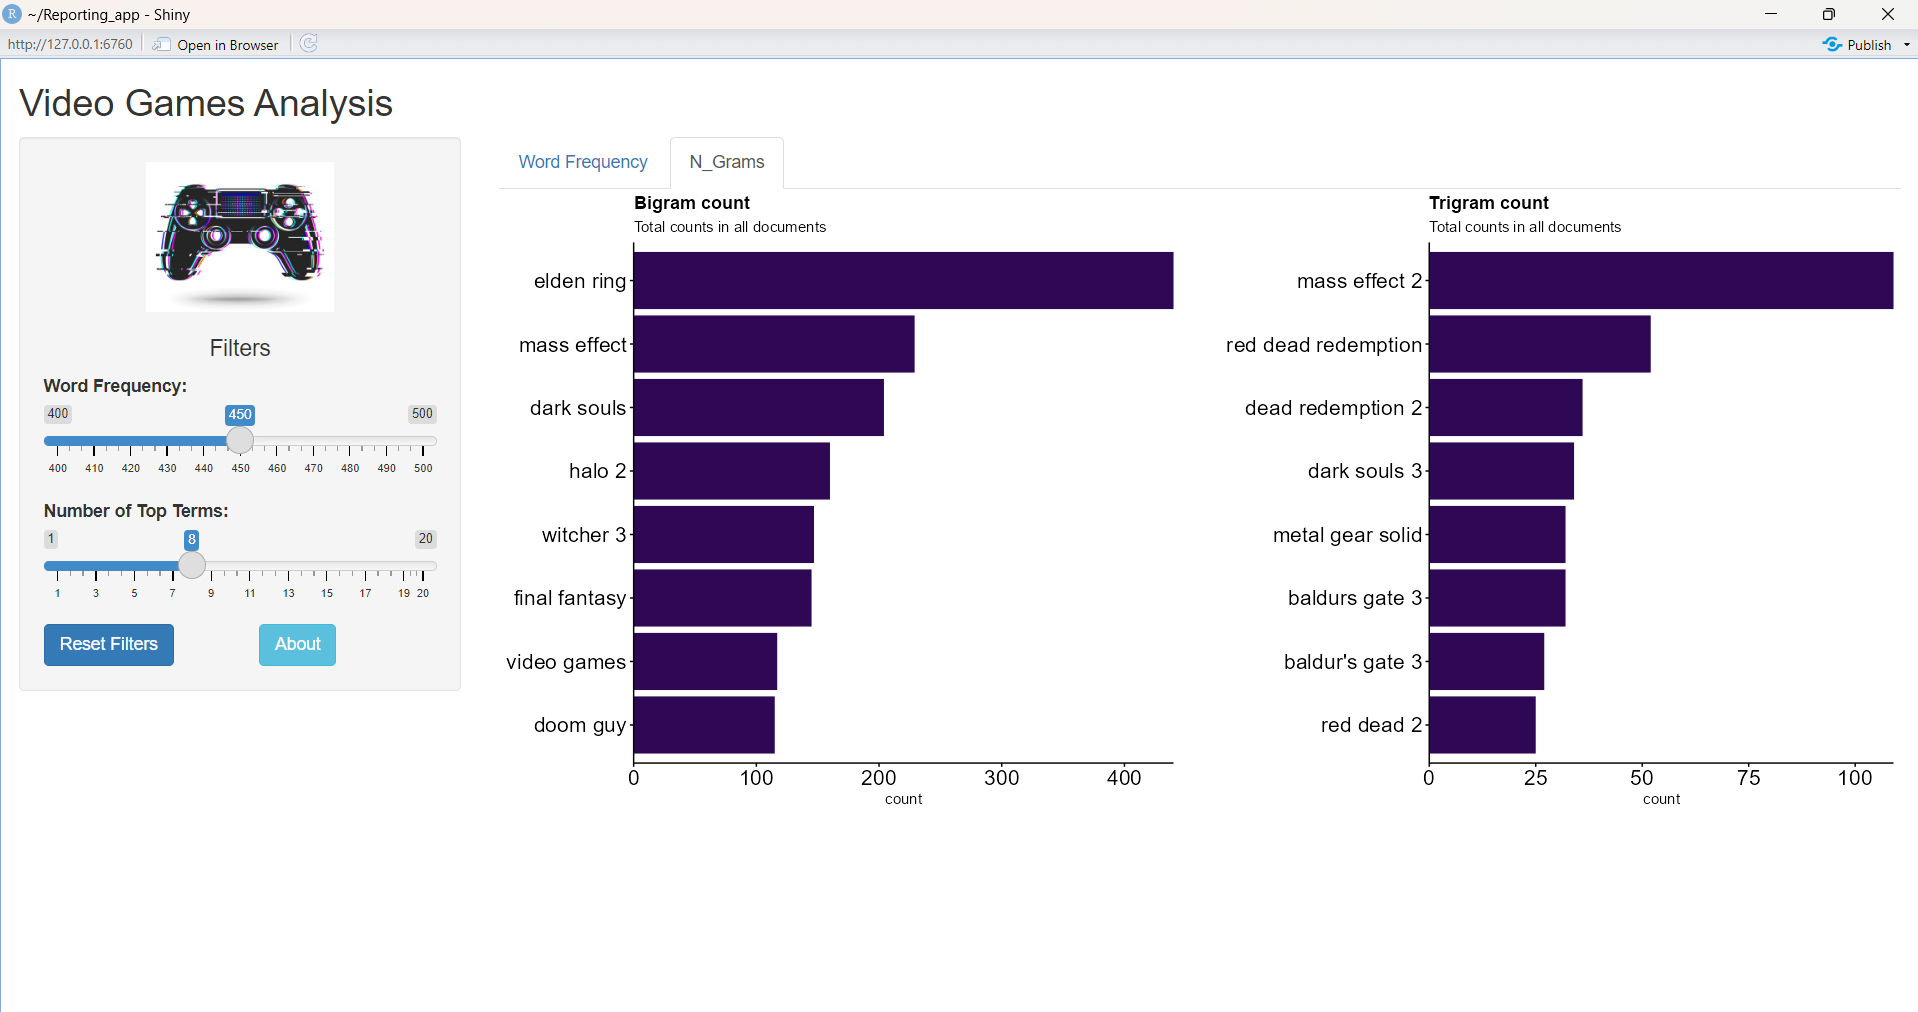 ~/Reporting_app - Shiny
http://127.0.0.1:6760 Open in Browser Publish
Video Games Analysis
Filters
Word Frequency:
400 450 500
400 410 420 430 440 450 460 470 480 490 500
Number of Top Terms:
1 8 20
1 3 5 7 9 11 13 15 17 19 20
Reset Filters About
Word Frequency N_Grams
Bigram count
Total counts in all documents
elden ring
mass effect
dark souls
halo 2
witcher 3
final fantasy
video games
doom guy
0 100 200 300 400
count
Trigram count
Total counts in all documents
mass effect 2
red dead redemption
dead redemption 2
dark souls 3
metal gear solid
baldurs gate 3
baldur's gate 3
red dead 2
0 25 50 75 100
count